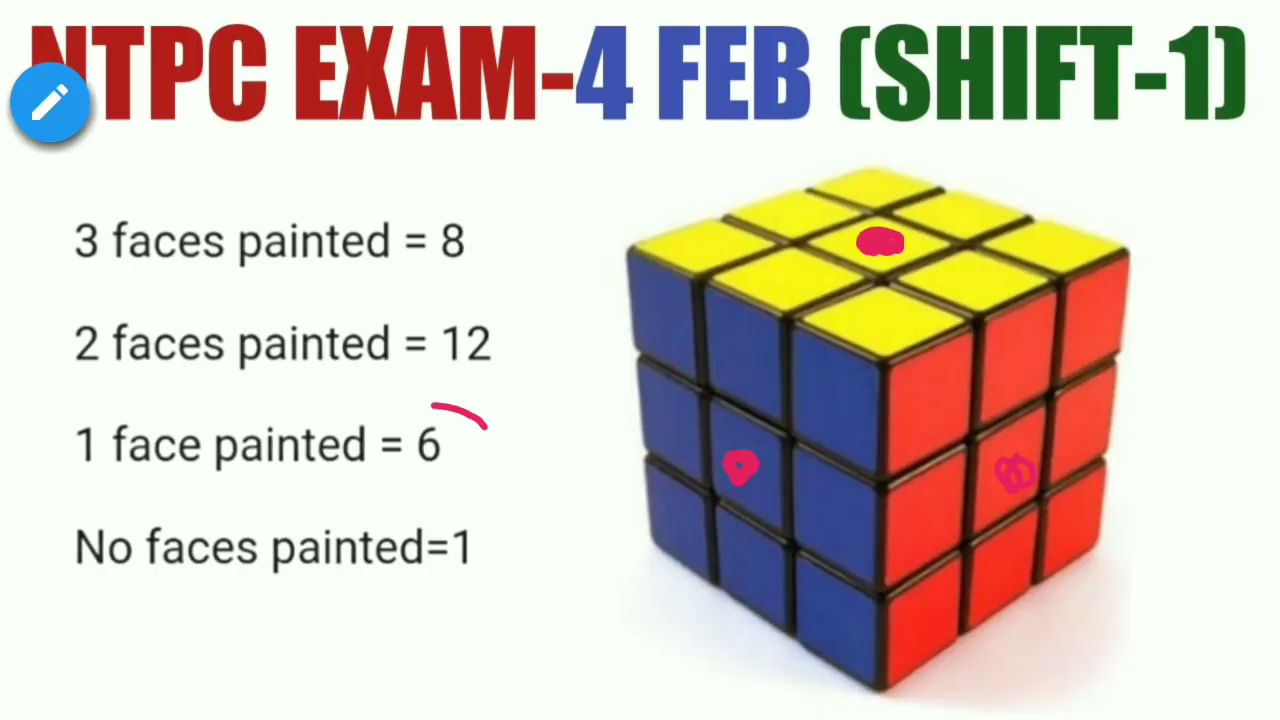 NTPC EXAM-4 FEB (SHIFT-1)
3 faces painted = 8
2 faces painted = 12
1 face painted = 6
No faces painted=1